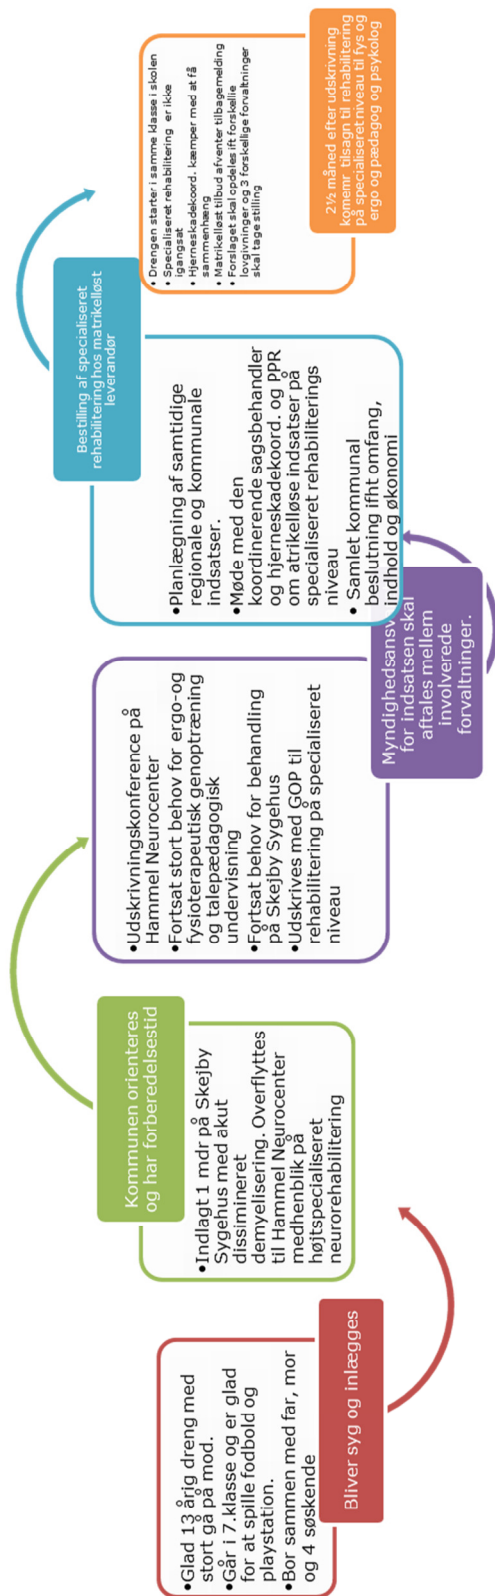 •Glad 13 årig dreng med
stort gå på mod.
•Går i 7.klasse og er glad
for at spille fodbold og
playstation.
•Bor sammen med far, mor
og 4 søskende
Bliver syg og inlægges
Kommunen orienteres
og har forberedelsestid
•Indlagt 1 mdr på Skejby
Sygehus med akut
dissimineret
demyelisering. Overflyttes
til Hammel Neurocenter
medhenblik på
højtspecialiseret
neurorehabilitering
•Udskrivningskonference på
Hammel Neurocenter
•Fortsat stort behov for ergo-og
fysioterapeutisk genoptræning
og talepædagogisk
undervisning
•Fortsat behov for behandling
på Skejby Sygehus
•Udskrives med GOP til
rehabilitering på specialiseret
niveau
Myndighedsansv
for indsatsen skal
aftales mellem
involverede
forvaltninger.
Bestilling af specialiseret
rehabilitering hos matrikelløst
leverandør
•Planlægning af samtidige
regionale og kommunale
indsatser.
•Møde med den
koordinerende sagsbehandler
og hjerneskadekoord. og PPR
om atrikelløse indsatser på
specialiseret rehabiliterings
niveau
• Samlet kommunal
beslutning ifht omfang,
indhold og økonomi
• Drengen starter i samme klasse i skolen
• Specialiseret rehabilitering er ikke
igangsat
• Hjerneskadekoord. kæmper med at få
sammenhæng
• Matrikelløst tilbud afventer tilbagemelding
• Forslaget skal opdeles ift forskellie
lovgivninger og 3 forskellige forvaltninger
skal tage stilling
2½ måned efter udskrivning
komemr tilsagn til rehabilitering
på specialiseret niveau til fys og
ergo og pædagog og psykolog